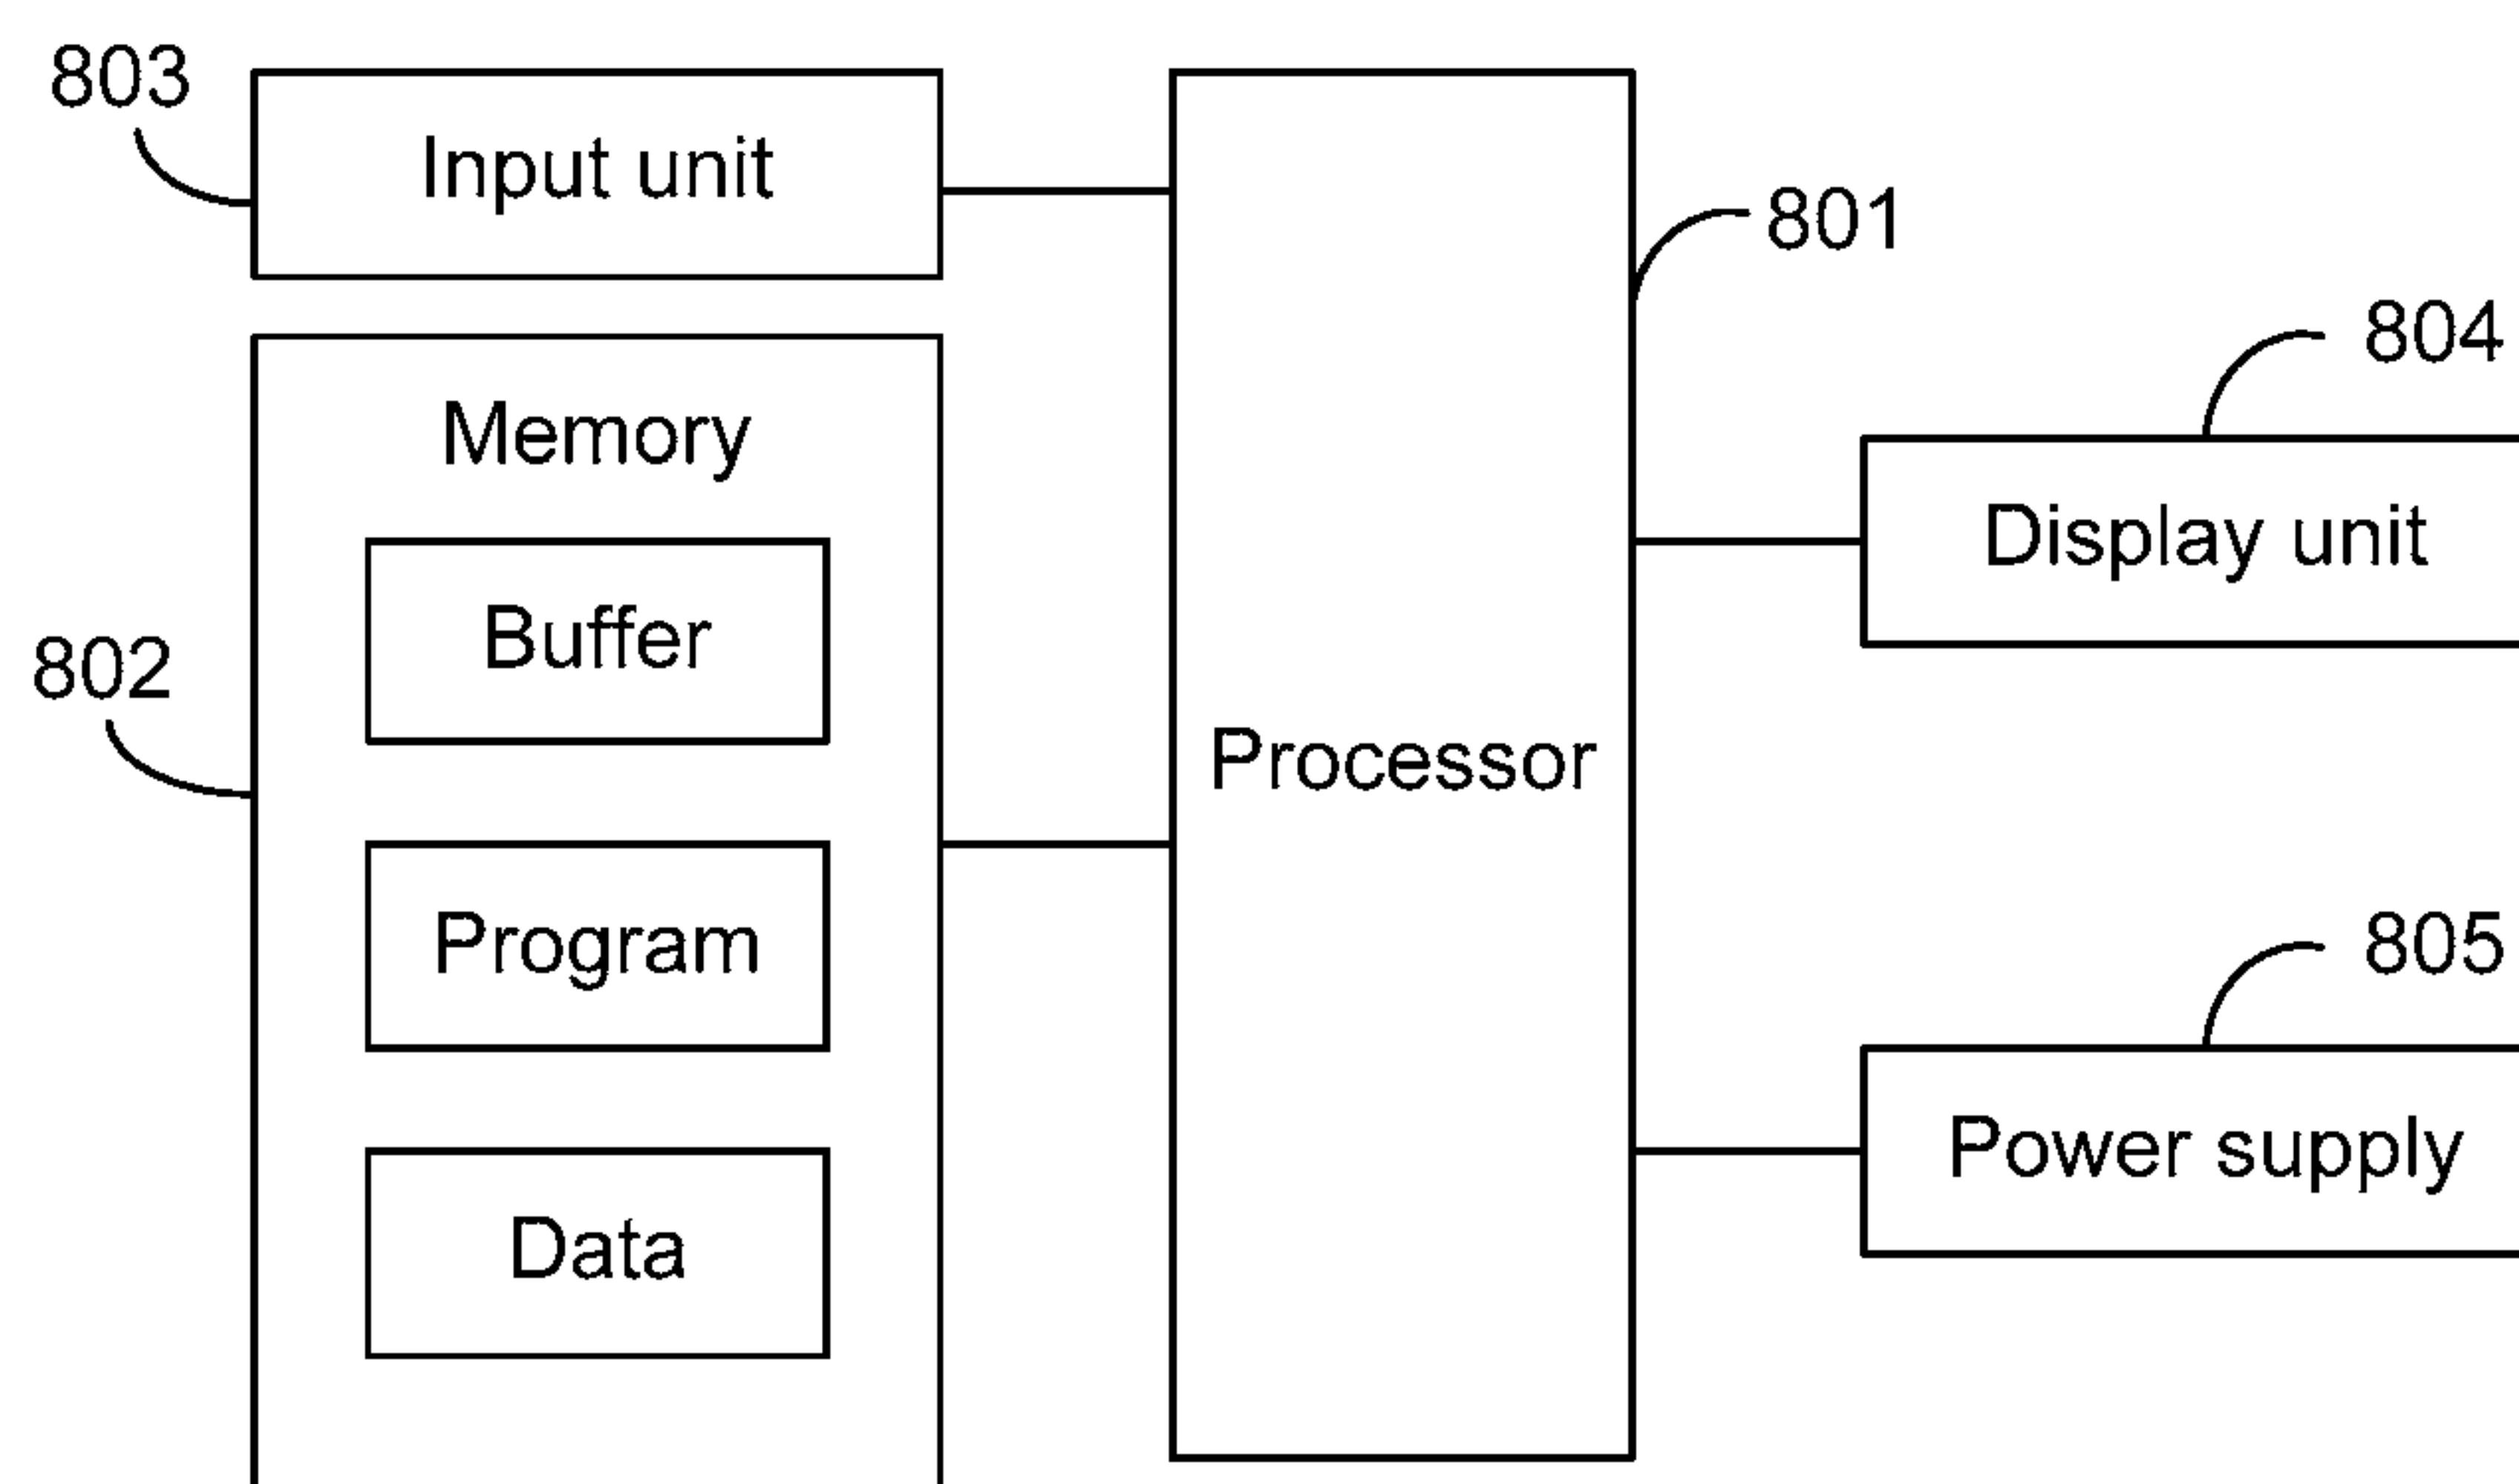 803
Input unit
801
804
Memory
Display unit
Buffer
802
Processor
Program
805
Power supply
Data